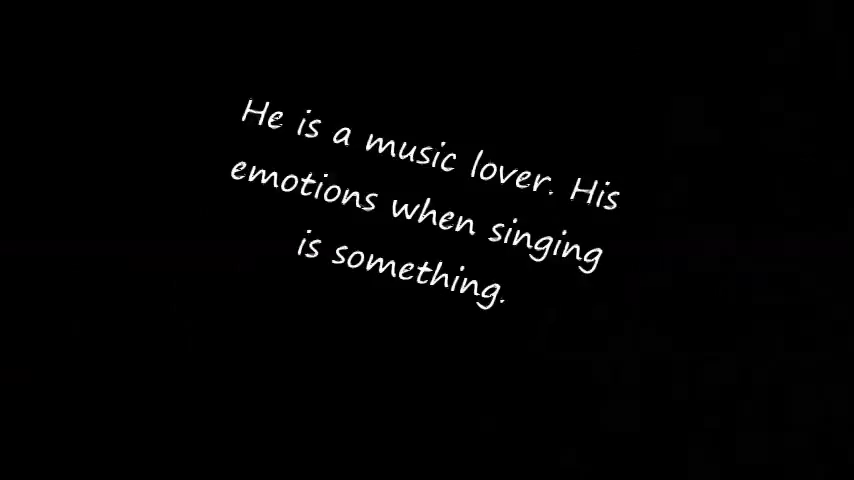 He is a music lover. His
emotions when singing
is something.